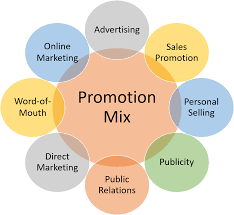 Promotion
Mix
Advertising
Sales
Promotion
Personal
Selling
Publicity
Public
Relations
Direct
Marketing
Word-of-
Mouth
Online
Marketing